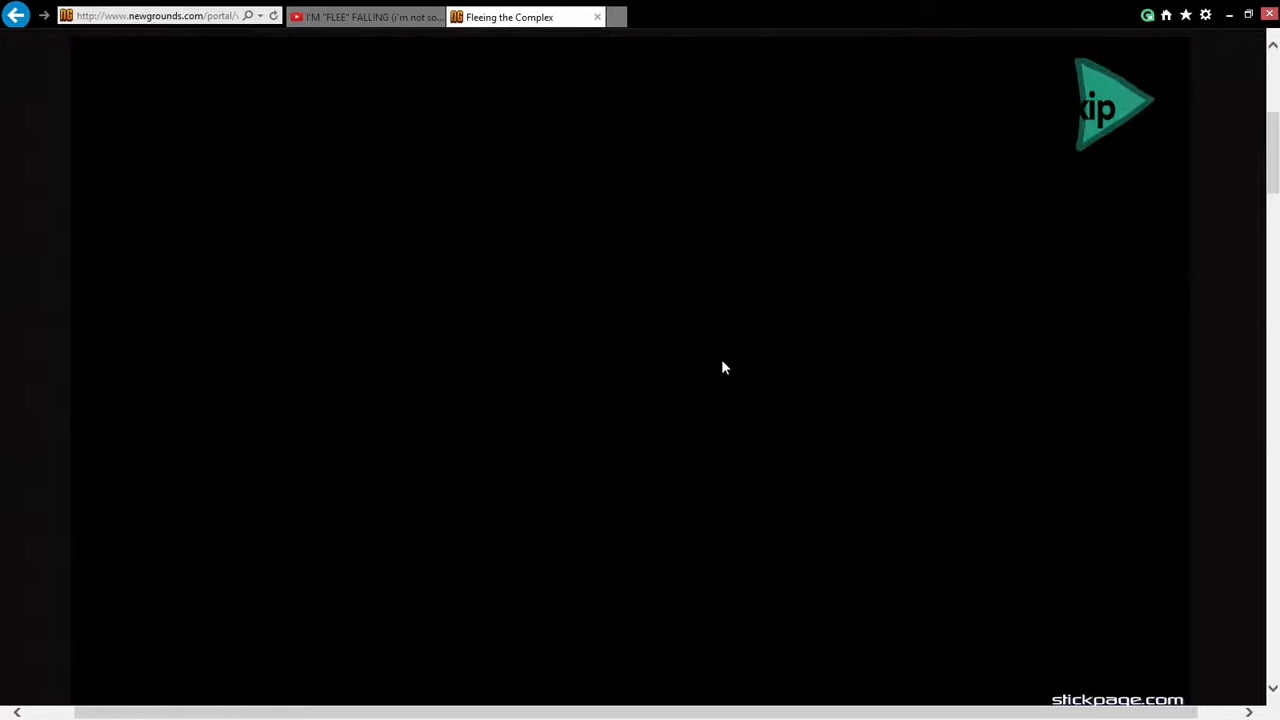 http://www.newgrounds.com/portal/
I'M "FLEE" FALLING (i'm not so...
Fleeing the Complex
kip
stickpage.com